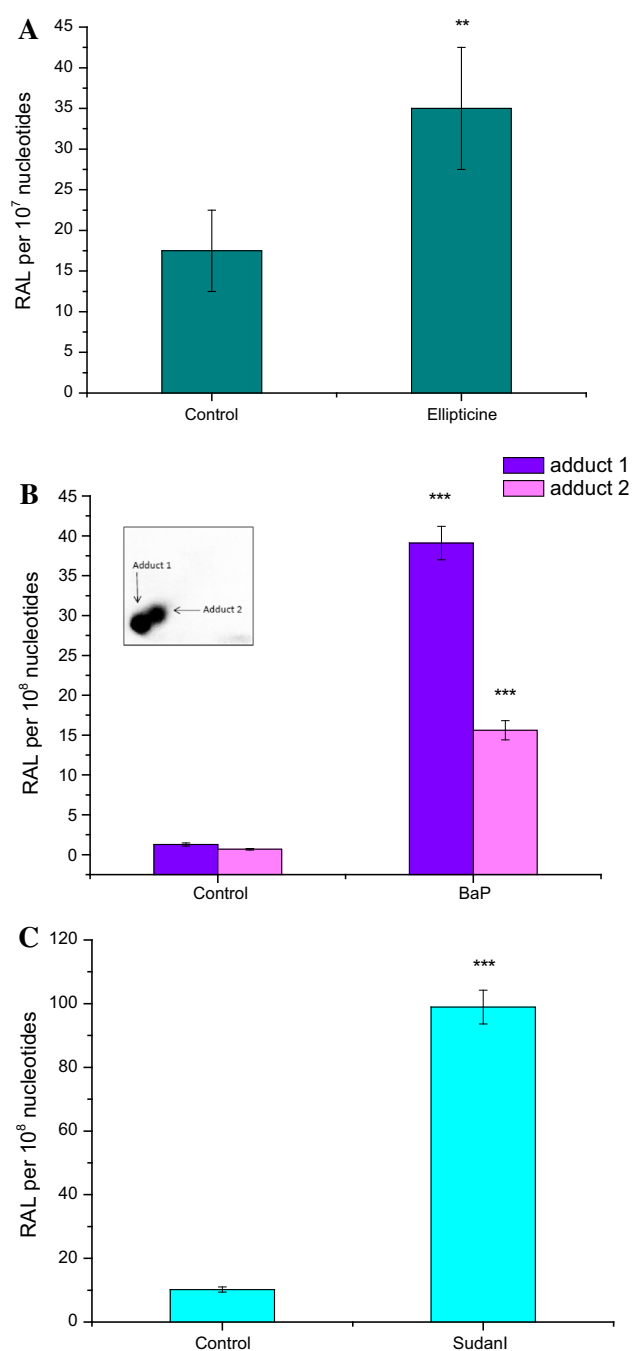 A
**
45
40
35
30
25
20
15
10
5
0
RAL per 10⁷ nucleotides
Control Ellipticine
adduct 1
adduct 2
B
***
***
45
40
35
30
25
20
15
10
5
0
RAL per 10⁸ nucleotides
Adduct 1
Adduct 2
Control BaP
C
***
120
100
80
60
40
20
0
RAL per 10⁸ nucleotides
Control SudanI